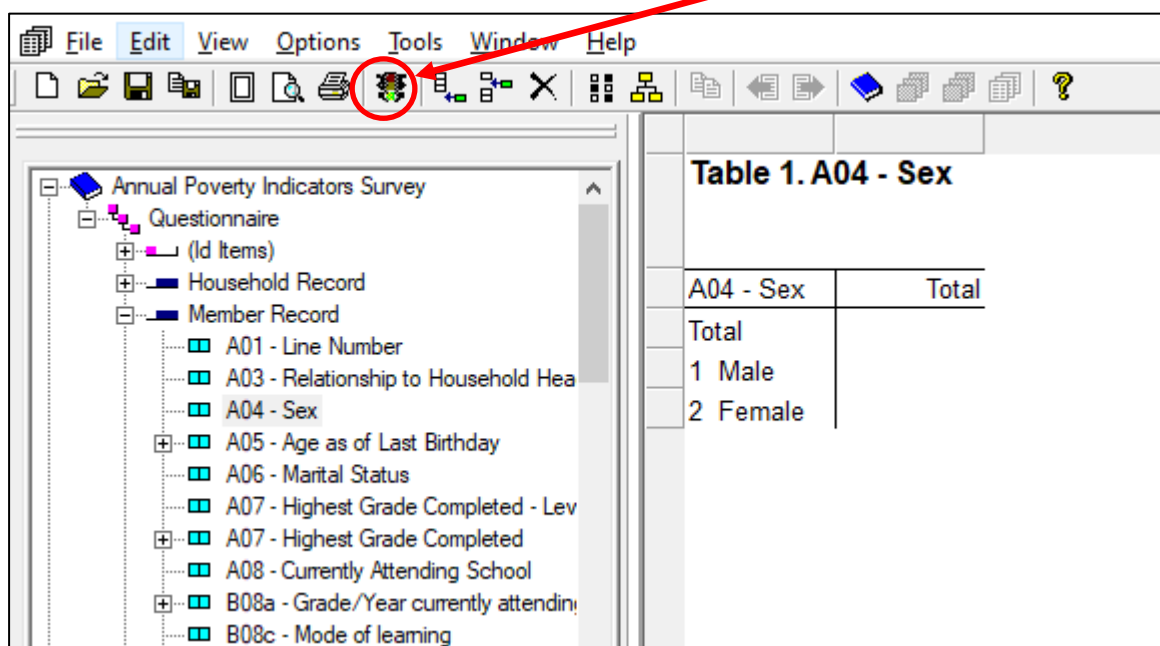 File Edit View Options Tools Window Help
Annual Poverty Indicators Survey
Questionnaire
(Id Items)
Household Record
Member Record
A01 - Line Number
A03 - Relationship to Household Hea
A04 - Sex
A05 - Age as of Last Birthday
A06 - Marital Status
A07 - Highest Grade Completed - Lev
A07 - Highest Grade Completed
A08 - Currently Attending School
B08a - Grade/Year currently attending
B08c - Mode of learning
Table 1. A04 - Sex
A04 - Sex Total
Total
1 Male
2 Female